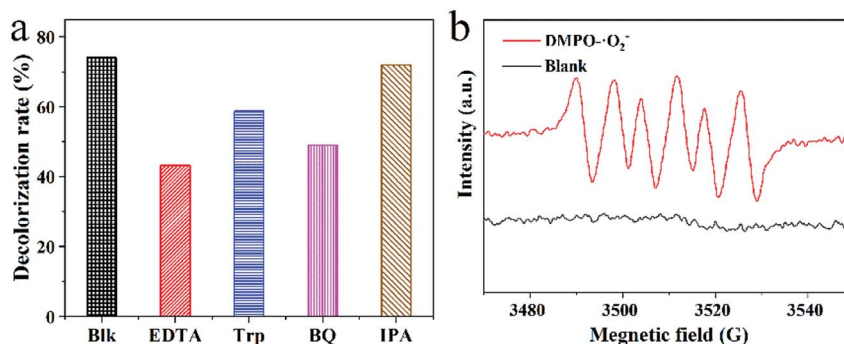 a
Decolorization rate (%)
80
60
40
20
0
Blk EDTA Trp BQ IPA
b
Intensity (a.u.)
DMPO-·O₂⁻
Blank
3480 3500 3520 3540
Megnetic field (G)